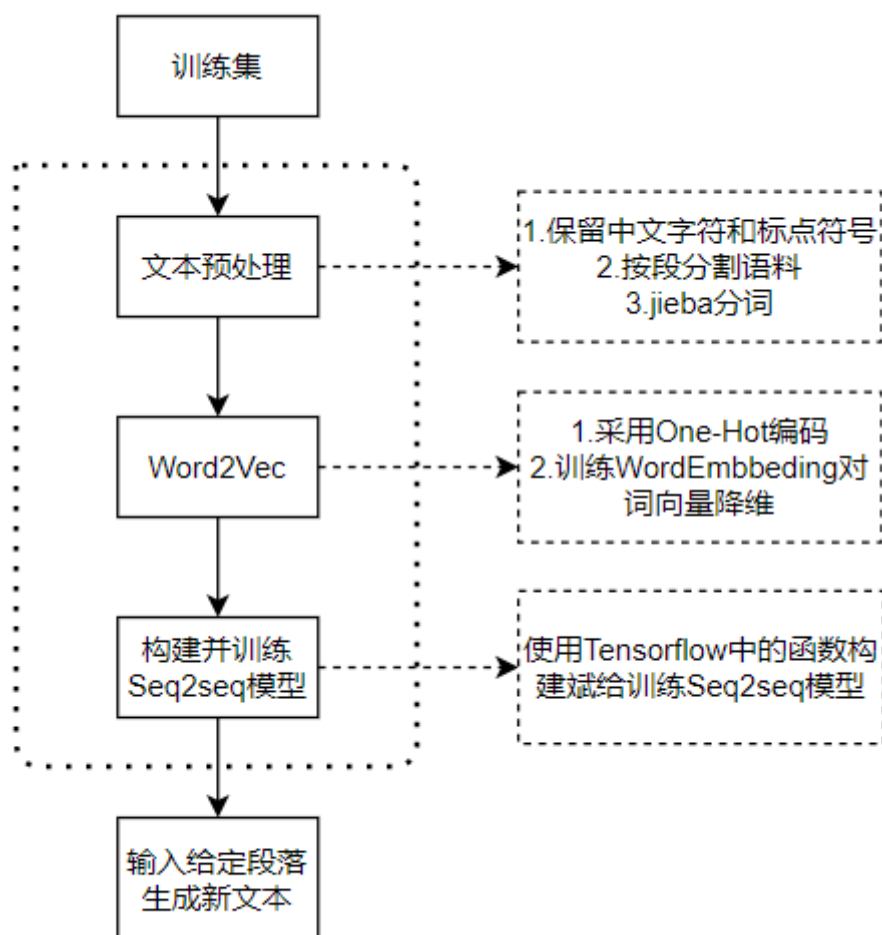 训练集
文本预处理
1.保留中文字符和标点符号
2.按段分割语料
3.jieba分词
Word2Vec
1.采用One-Hot编码
2.训练WordEmbbeding对
词向量降维
构建并训练
Seq2seq模型
使用Tensorflow中的函数构
建斌给训练Seq2seq模型
输入给定段落
生成新文本